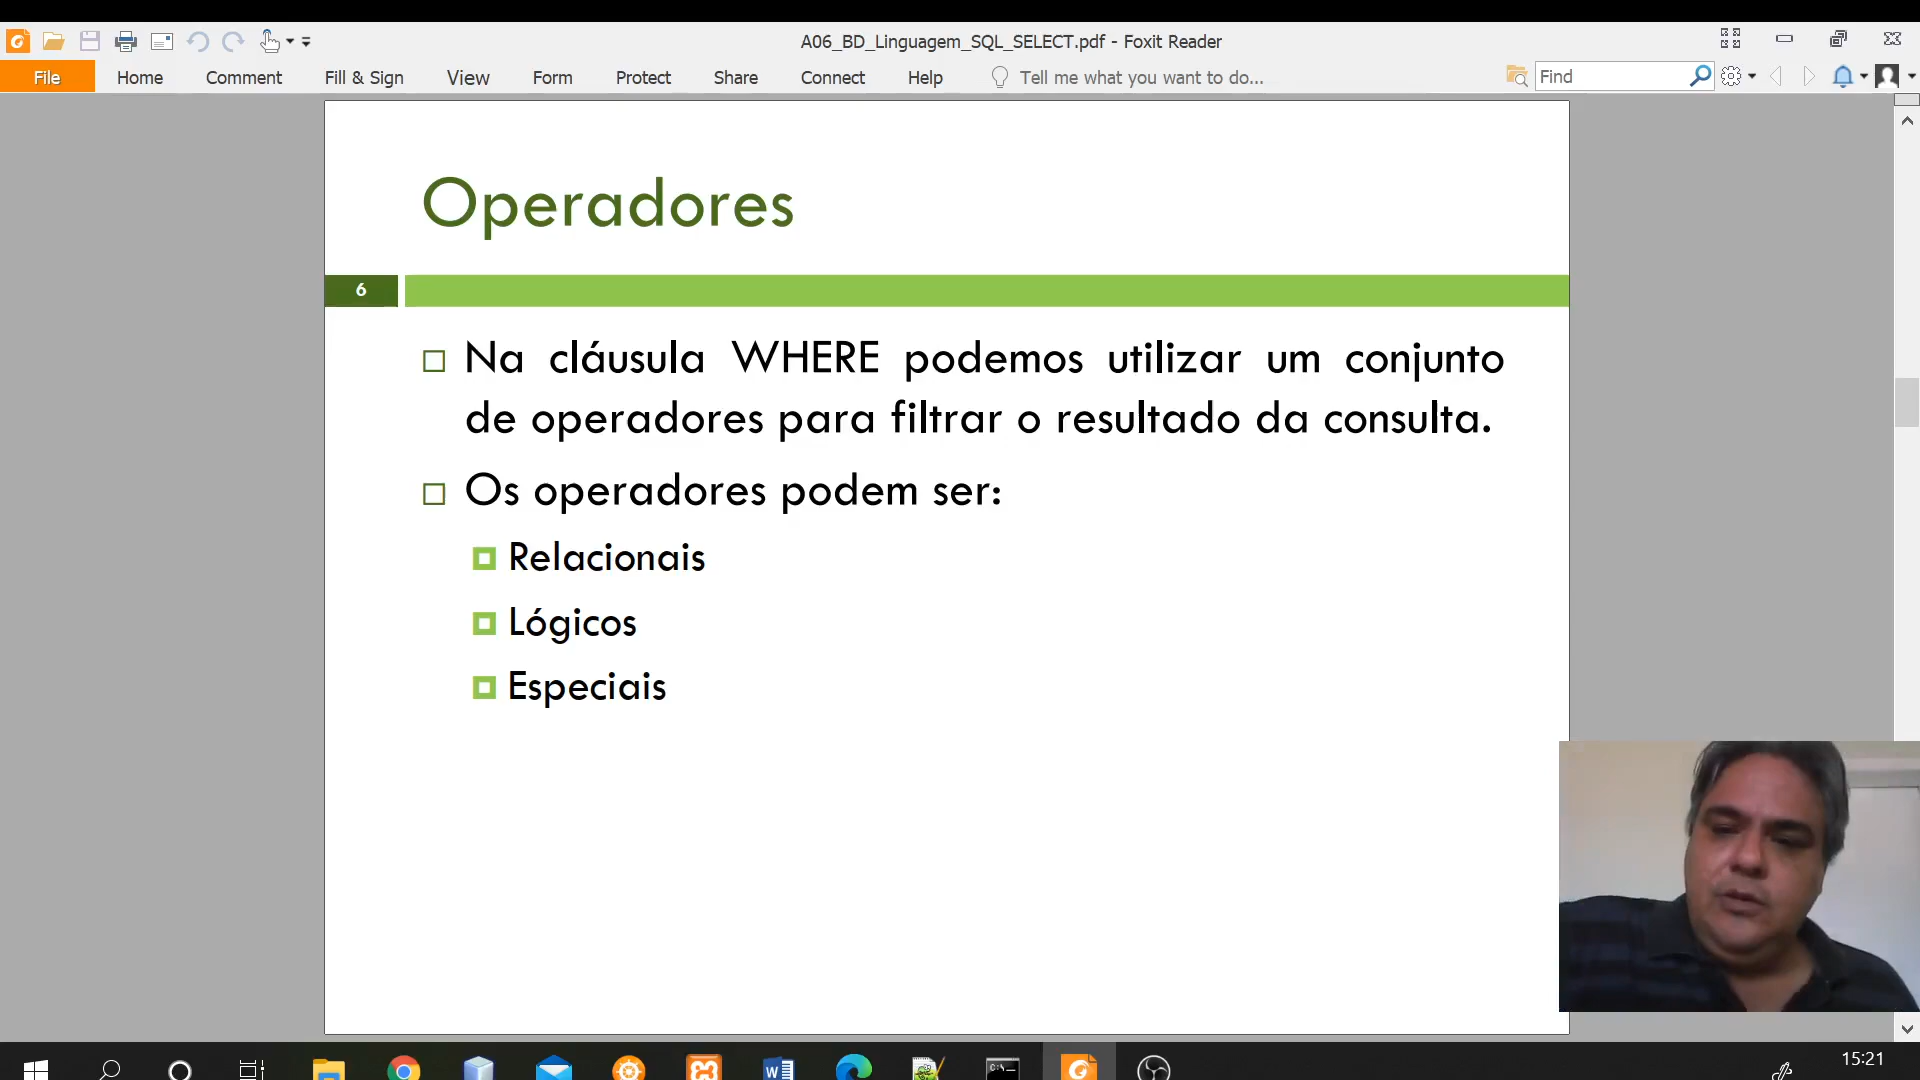 A06_BD_Linguagem_SQL_SELECT.pdf - Foxit Reader
File Home Comment Fill & Sign View Form Protect Share Connect Help Tell me what you want to do... Find
Operadores
6
Na cláusula WHERE podemos utilizar um conjunto
de operadores para filtrar o resultado da consulta.
Os operadores podem ser:
Relacionais
Lógicos
Especiais
15:21